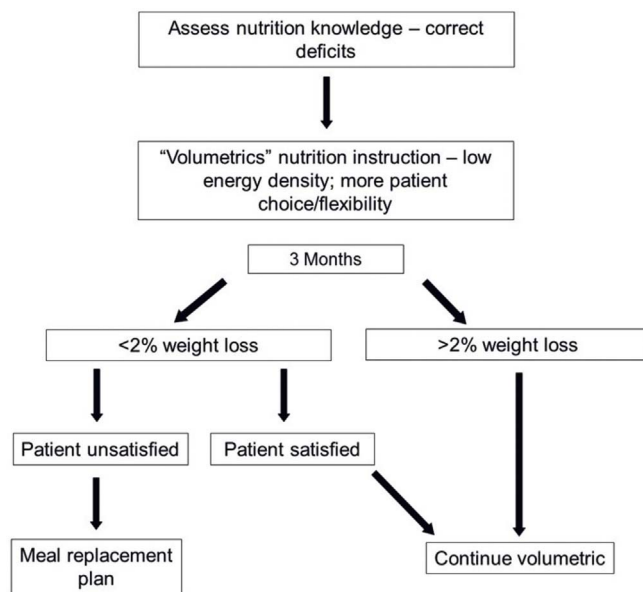 Assess nutrition knowledge – correct
deficits
“Volumetrics” nutrition instruction – low
energy density; more patient
choice/flexibility
3 Months
<2% weight loss
>2% weight loss
Patient unsatisfied
Patient satisfied
Meal replacement
plan
Continue volumetric